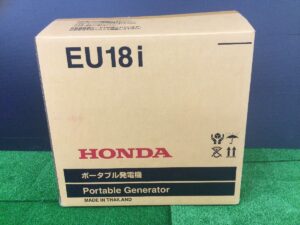 EU18i
HONDA
ポータブル発電機
Portable Generator
MADE IN THAILAND